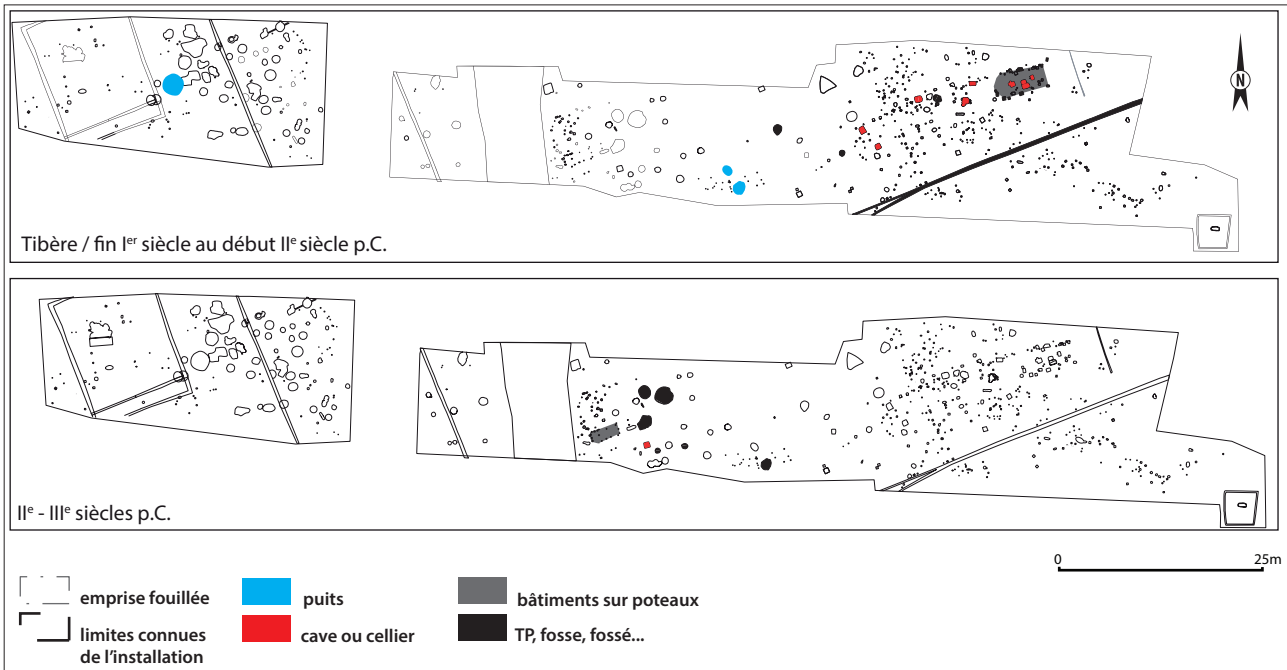 N
Tibère / fin Ier siècle au début IIe siècle p.C.
IIe - IIIe siècles p.C.
0 25m
emprise fouillée
puits
bâtiments sur poteaux
limites connues
de l'installation
cave ou cellier
TP, fosse, fossé...